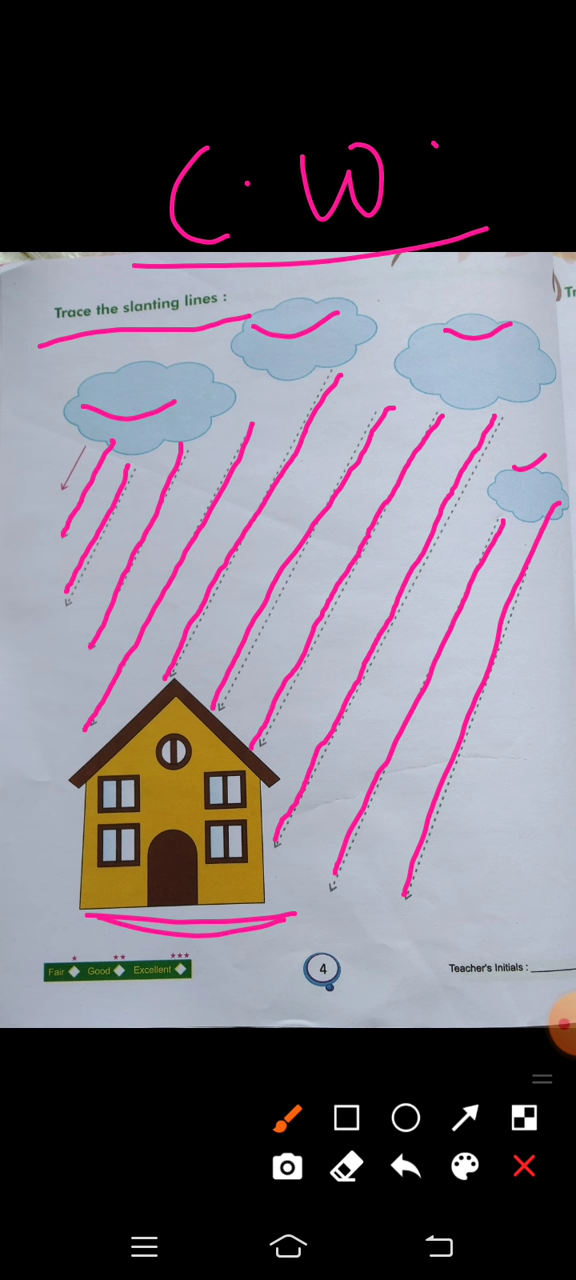 C.W.
Trace the slanting lines :
Tr
Fair Good Excellent
4
Teacher's Initials :